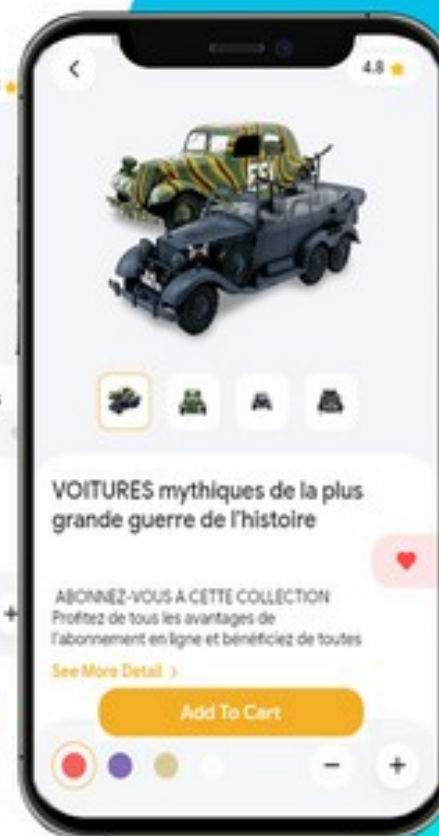 4.8
VOITURES mythiques de la plus
grande guerre de l'histoire
ABONNEZ-VOUS A CETTE COLLECTION
Profitez de tous les avantages de
l'abonnement en ligne et bénéficiez de toutes
See More Detail >
Add To Cart
− +